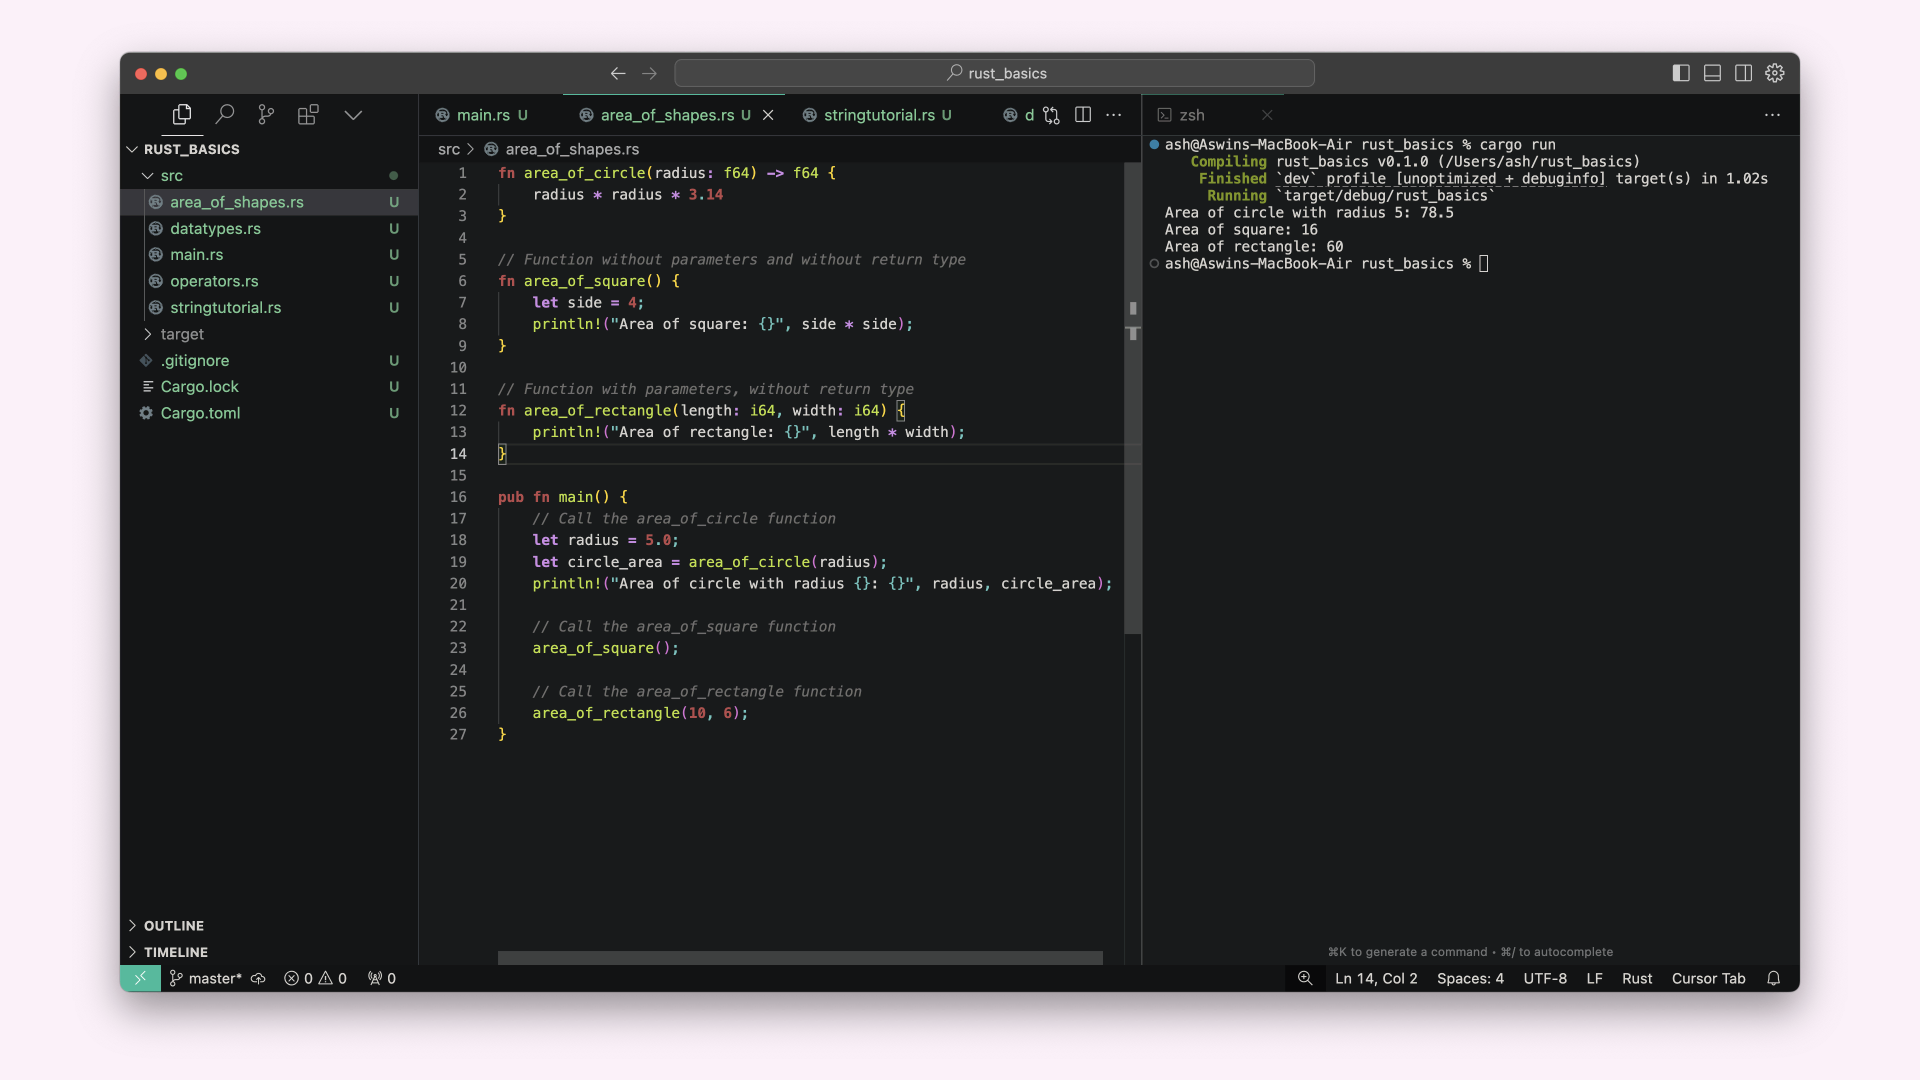 rust_basics
RUST_BASICS
src
area_of_shapes.rs U
datatypes.rs U
main.rs U
operators.rs U
stringtutorial.rs U
target
.gitignore U
Cargo.lock U
Cargo.toml U
OUTLINE
TIMELINE
main.rs U area_of_shapes.rs U stringtutorial.rs U d
src > area_of_shapes.rs
1 fn area_of_circle(radius: f64) -> f64 {
2 radius * radius * 3.14
3 }
4
5 // Function without parameters and without return type
6 fn area_of_square() {
7 let side = 4;
8 println!("Area of square: {}", side * side);
9 }
10
11 // Function with parameters, without return type
12 fn area_of_rectangle(length: i64, width: i64) {
13 println!("Area of rectangle: {}", length * width);
14 }
15
16 pub fn main() {
17 // Call the area_of_circle function
18 let radius = 5.0;
19 let circle_area = area_of_circle(radius);
20 println!("Area of circle with radius {}: {}", radius, circle_area);
21
22 // Call the area_of_square function
23 area_of_square();
24
25 // Call the area_of_rectangle function
26 area_of_rectangle(10, 6);
27 }
zsh
ash@Aswins-MacBook-Air rust_basics % cargo run
Compiling rust_basics v0.1.0 (/Users/ash/rust_basics)
Finished `dev` profile [unoptimized + debuginfo] target(s) in 1.02s
Running `target/debug/rust_basics`
Area of circle with radius 5: 78.5
Area of square: 16
Area of rectangle: 60
ash@Aswins-MacBook-Air rust_basics %
⌘K to generate a command • ⌘/ to autocomplete
master* 0 0 0
Ln 14, Col 2 Spaces: 4 UTF-8 LF Rust Cursor Tab